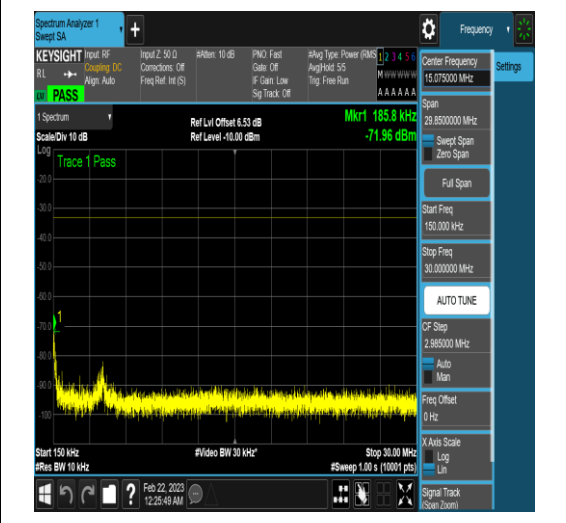 Spectrum Analyzer 1
Swept SA
+
Frequency
KEYSIGHT
RL
Input: RF
Coupling: DC
Align: Auto
Input Z: 50 Ω
Corrections: Off
Freq Ref: Int (S)
#Atten: 10 dB
PNO: Fast
Gate: Off
IF Gain: Low
Sig Track: Off
#Avg Type: Power (RMS
Avg|Hold: 5/5
Trig: Free Run
1 2 3 4 5 6
M W W W W W
A A A A A A
PASS
1 Spectrum
Scale/Div 10 dB
Log
Ref Lvl Offset 6.53 dB
Ref Level -10.00 dBm
Mkr1 185.8 kHz
-71.96 dBm
Trace 1 Pass
-20.0
-30.0
-40.0
-50.0
-60.0
-70.0
-80.0
-90.0
-100
1
Start 150 kHz
#Res BW 10 kHz
#Video BW 30 kHz*
Stop 30.00 MHz
#Sweep 1.00 s (10001 pts)
?
Feb 22, 2023
12:25:49 AM
Center Frequency
15.075000 MHz
Settings
Span
29.8500000 MHz
Swept Span
Zero Span
Full Span
Start Freq
150.000 kHz
Stop Freq
30.000000 MHz
AUTO TUNE
CF Step
2.985000 MHz
Auto
Man
Freq Offset
0 Hz
X Axis Scale
Log
Lin
Signal Track
(Span Zoom)